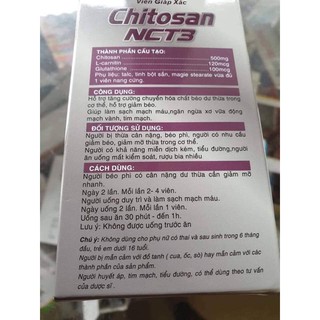 Viên Giáp Xác
Chitosan
NCT3
THÀNH PHẦN CẤU TẠO:
Chitosan 500mg
L-carnitin 120mcg
Gloutathione 100mcg
Phụ liệu: talc, tinh bột sắn, magie stearate vừa đủ
1 viên nang cứng.
CÔNG DỤNG:
Hỗ trợ tăng cường chuyển hóa chất béo dư thừa trong
cơ thể, hỗ trợ giảm béo.
Giúp làm sạch mạch máu, ngăn ngừa xơ vữa động
mạch vành, tim mạch.
ĐỐI TƯỢNG SỬ DỤNG:
Người bị thừa cân nặng, béo phì, người có nhu cầu
giảm béo, giảm mỡ thừa trong cơ thể.
Người có khả năng miễn dịch kém, tiểu đường, người
ăn uống mất kiểm soát, rượu bia nhiều
CÁCH DÙNG:
Người béo phì có cân nặng dư thừa cần giảm mỡ
nhanh.
Ngày 2 lần. Mỗi lần 2- 4 viên.
Người uống duy trì và làm sạch mạch máu.
Ngày uống 2 lần. Mỗi lần 1 viên.
Uống sau ăn 30 phút - đến 1h.
Lưu ý: Không được uống trước ăn
Chú ý: Không dùng cho phụ nữ có thai và sau sinh trong 6 tháng
đầu, trẻ em dưới 16 tuổi.
Người bị mẫn cảm với đồ tanh ( cua, ốc, sò) hay mẫn cảm với các
thành phần của sản phẩm.
Người huyết áp, tim mạch, tiểu đường, có thể dùng theo tư vấn
của dược sĩ .